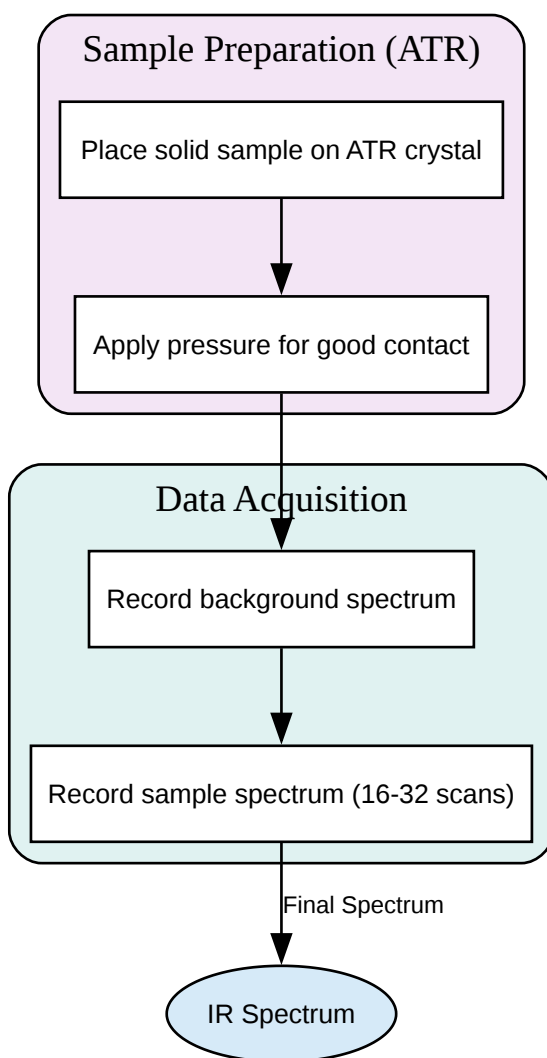 Sample Preparation (ATR)
Place solid sample on ATR crystal
Apply pressure for good contact
Data Acquisition
Record background spectrum
Record sample spectrum (16-32 scans)
Final Spectrum
IR Spectrum